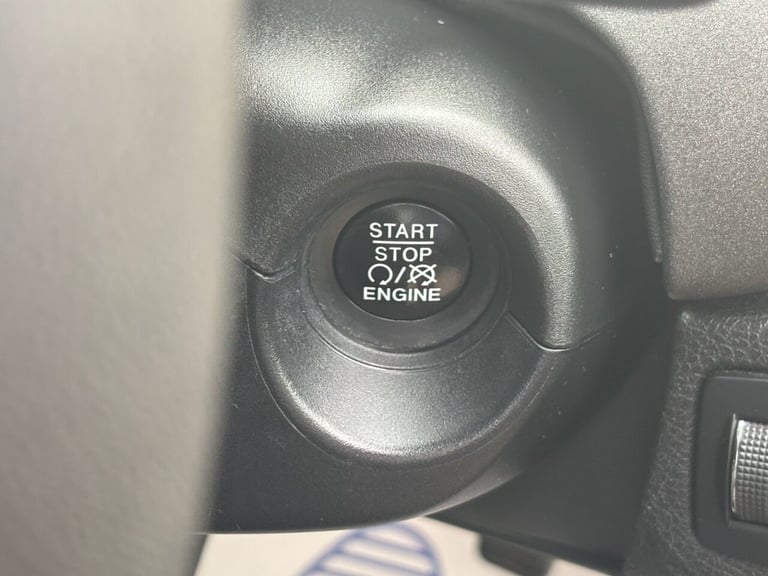 START
STOP
/
ENGINE